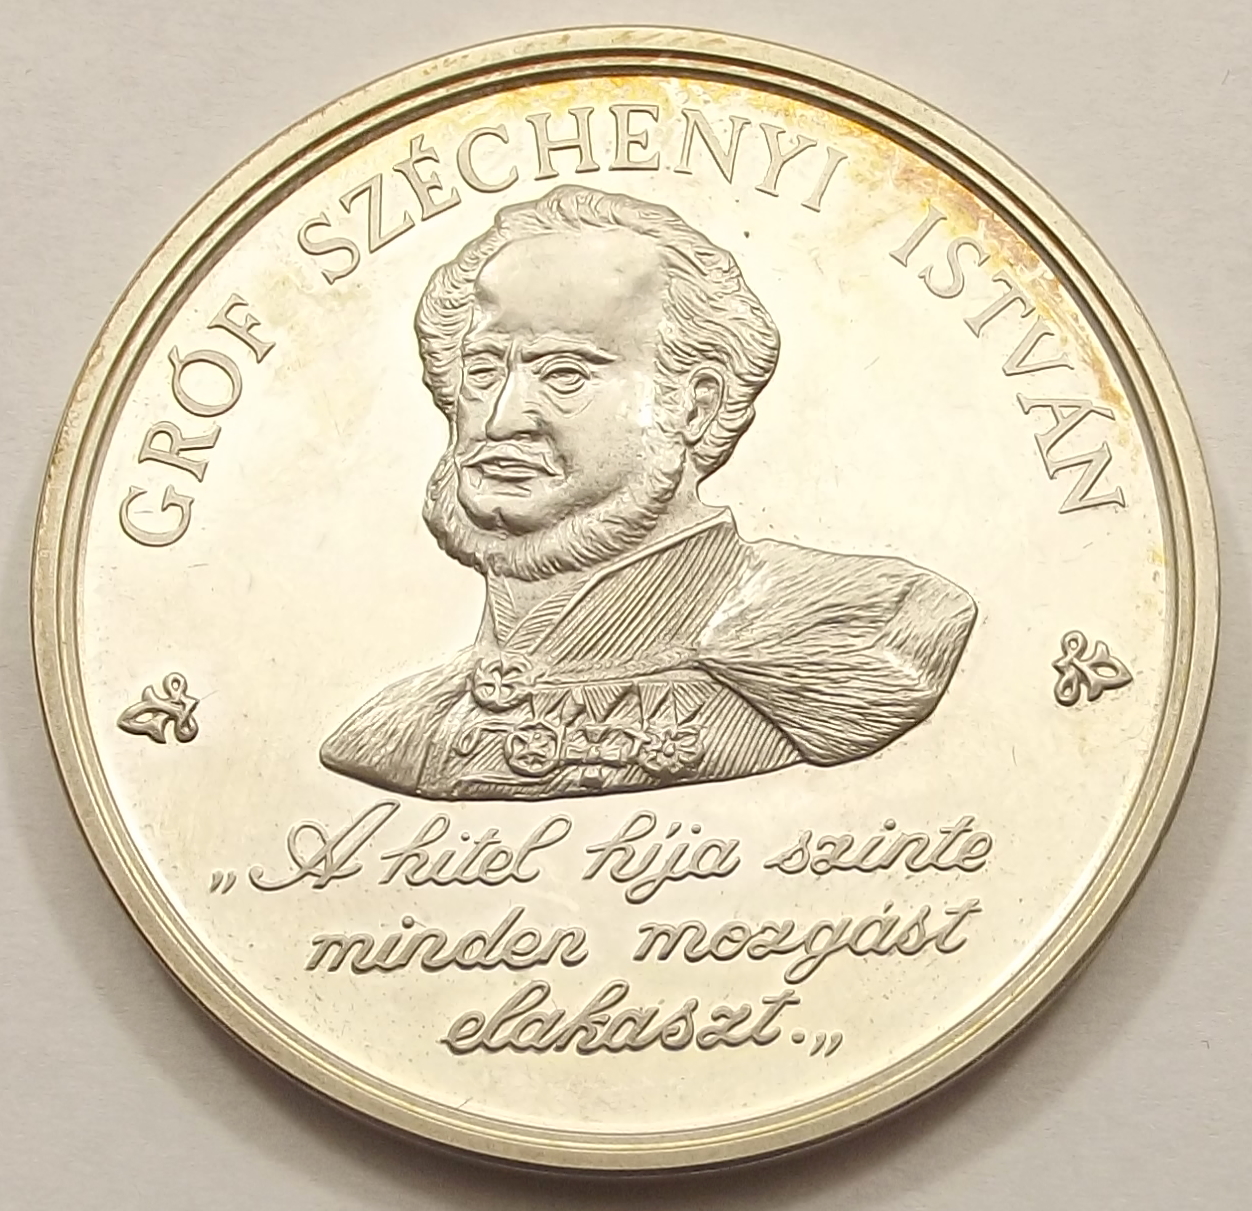 GRÓF SZÉCHENYI ISTVÁN
„A hitel híja szinte
minden mozgást
elakaszt.„